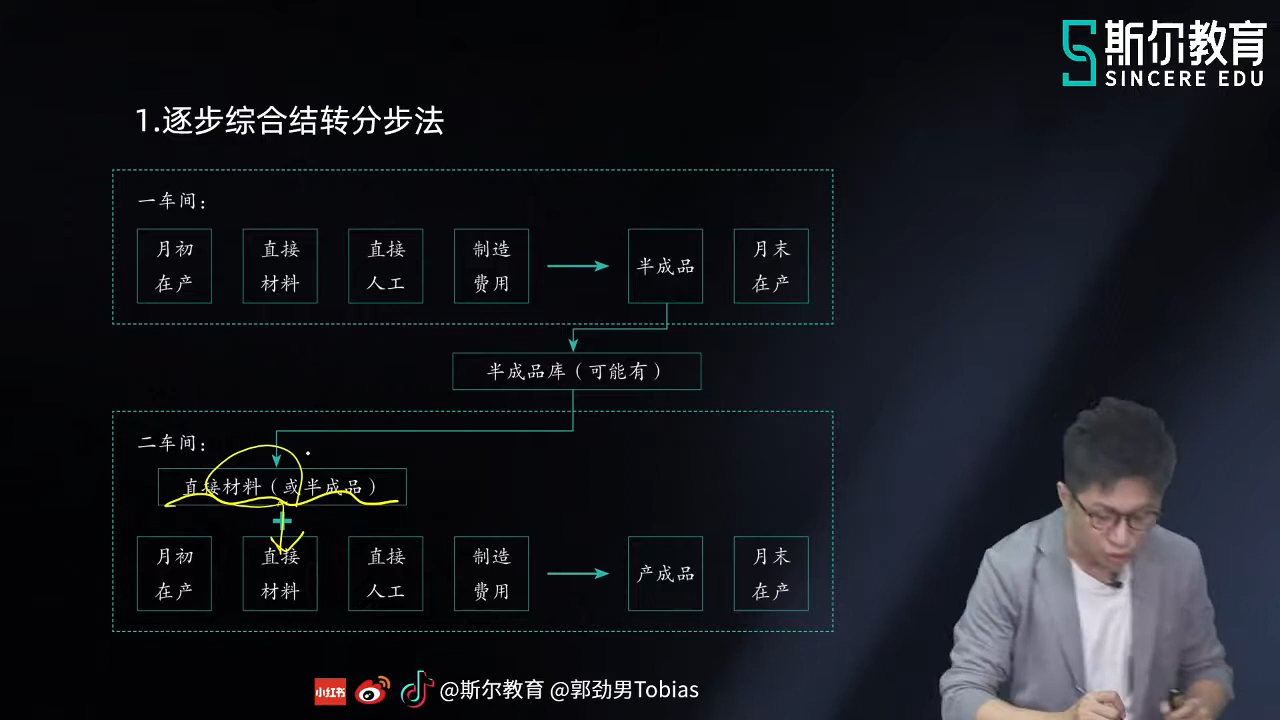 斯尔教育
SINCERE EDU
1.逐步综合结转分步法
一车间：
月初在产
直接材料
直接人工
制造费用
半成品
月末在产
半成品库（可能有）
二车间：
直接材料（或半成品）
月初在产
直接材料
直接人工
制造费用
产成品
月末在产
小红书
@斯尔教育 @郭劲男Tobias